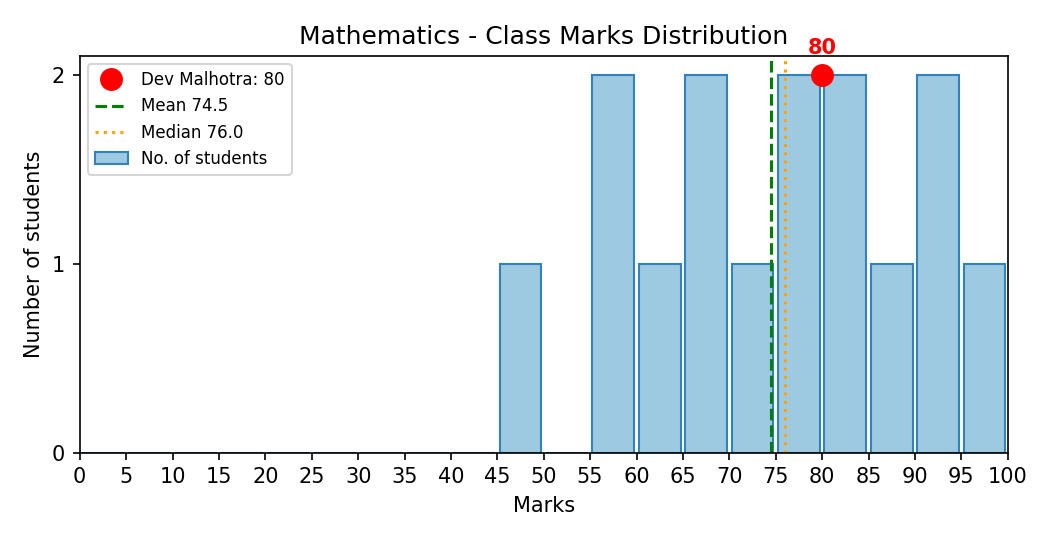 Mathematics - Class Marks Distribution
80
Dev Malhotra: 80
Mean 74.5
Median 76.0
No. of students
Number of students
2
1
0
0 5 10 15 20 25 30 35 40 45 50 55 60 65 70 75 80 85 90 95 100
Marks